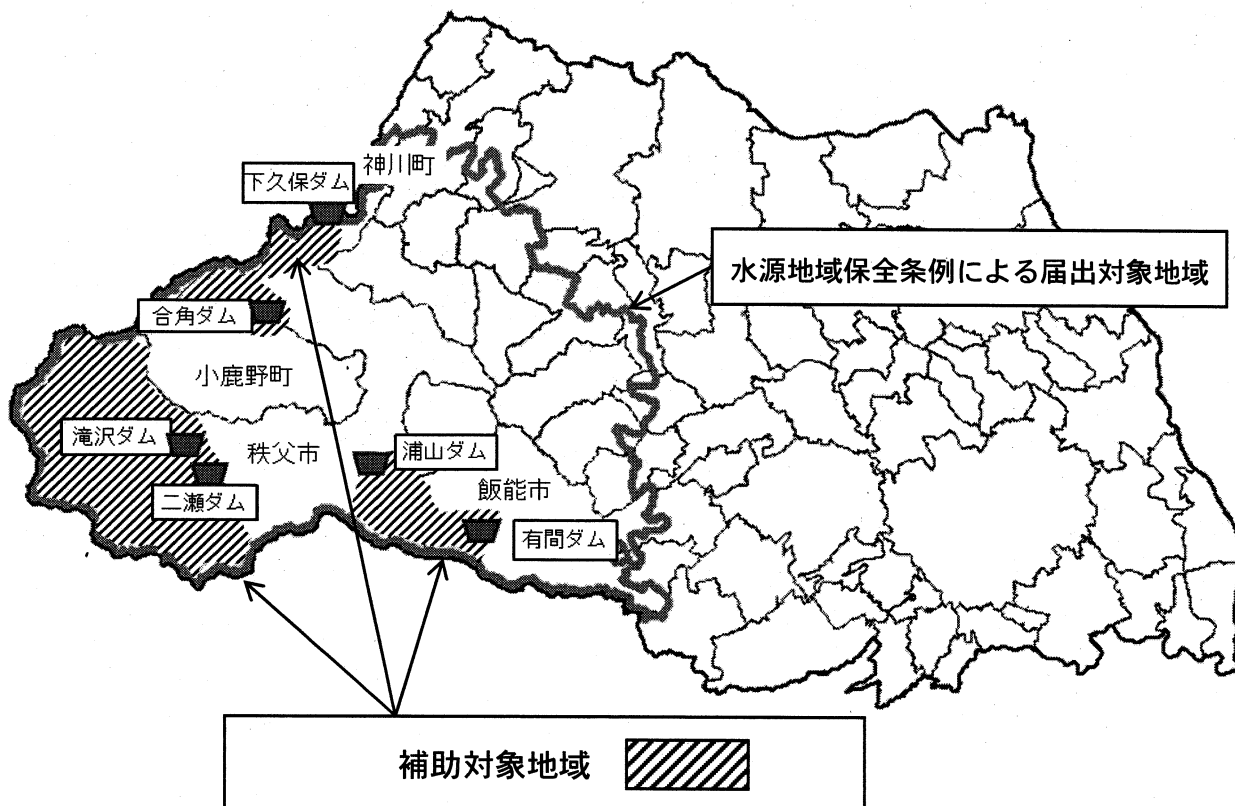 神川町
下久保ダム
水源地域保全条例による届出対象地域
合角ダム
小鹿野町
滝沢ダム
秩父市
浦山ダム
二瀬ダム
飯能市
有間ダム
補助対象地域